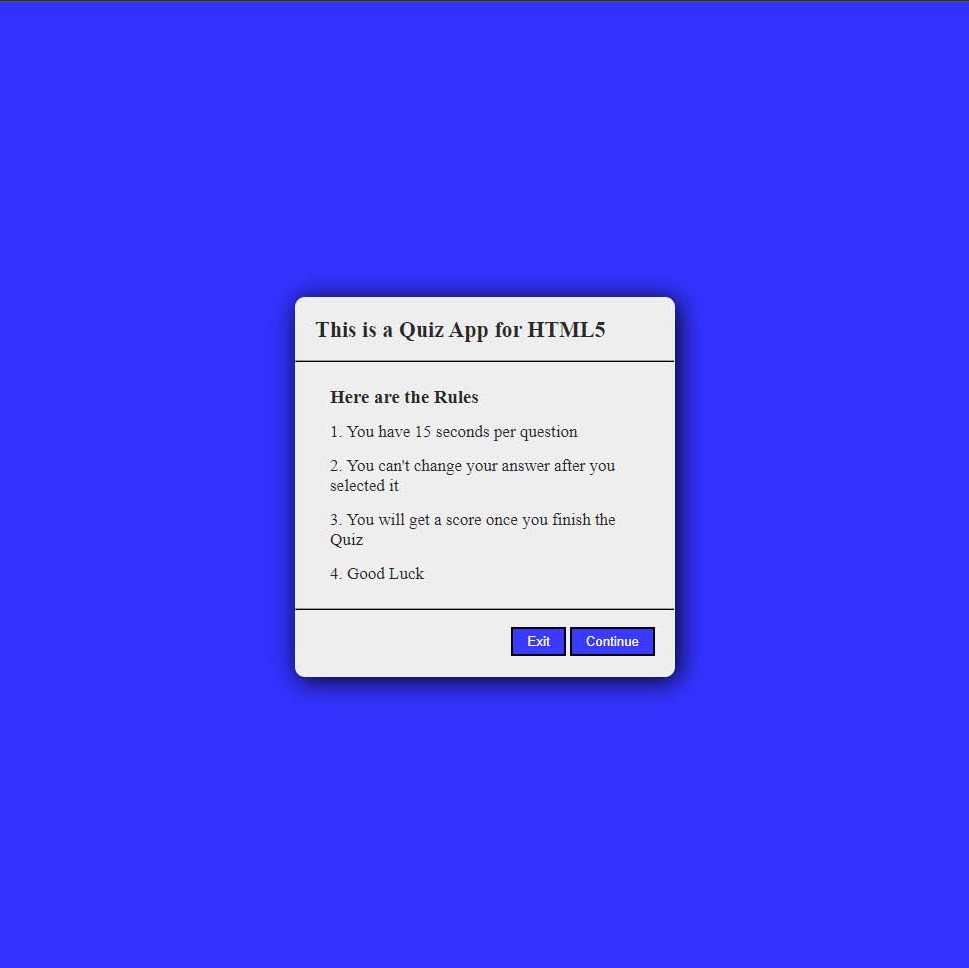 This is a Quiz App for HTML5
Here are the Rules
1. You have 15 seconds per question
2. You can't change your answer after you
selected it
3. You will get a score once you finish the
Quiz
4. Good Luck
Exit Continue